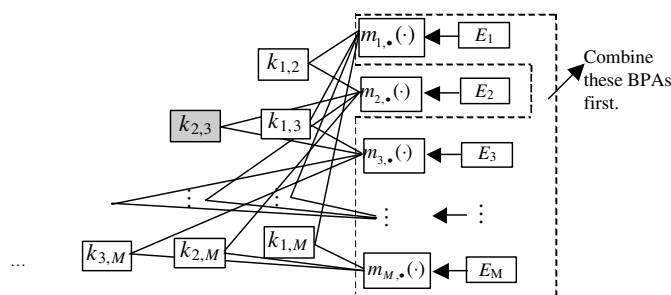 m1,•(·) E1
k1,2
Combine
these BPAs
first.
m2,•(·) E2
k2,3 k1,3
m3,•(·) E3
⋮ ⋮ ⋮ ⋮
k1,M
k3,M k2,M
mM,•(·) EM
...